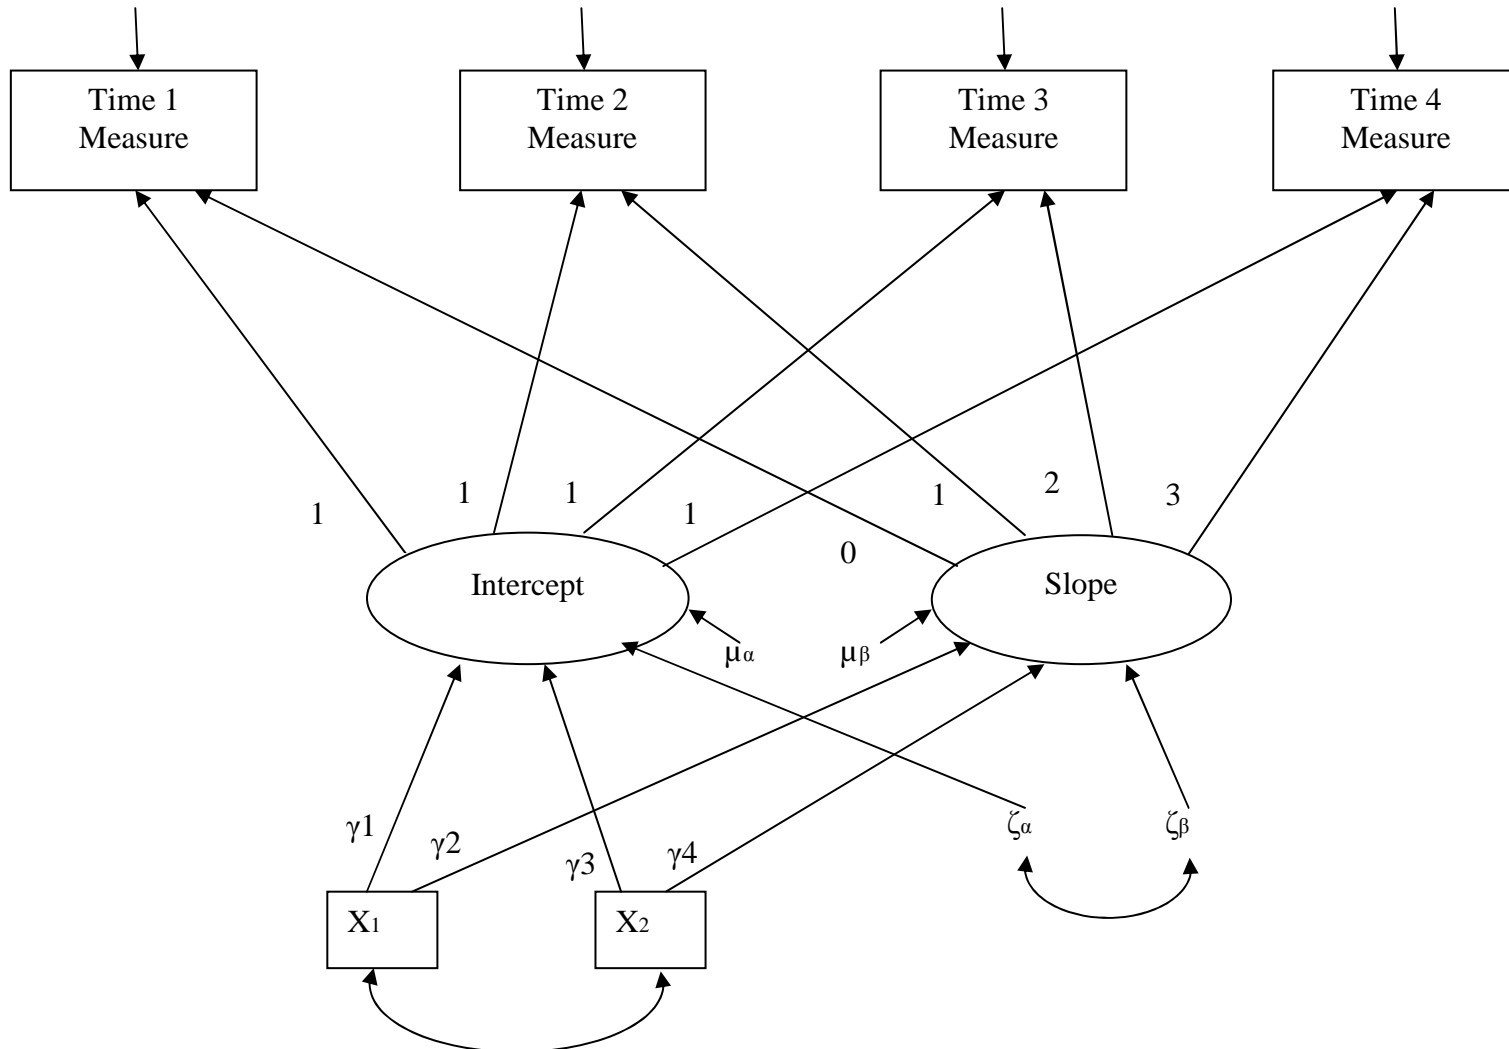 Time 1
Measure
Time 2
Measure
Time 3
Measure
Time 4
Measure
1
1
1
1
0
1
2
3
Intercept
Slope
μα
μβ
γ1
γ2
γ3
γ4
ζα
ζβ
X1
X2